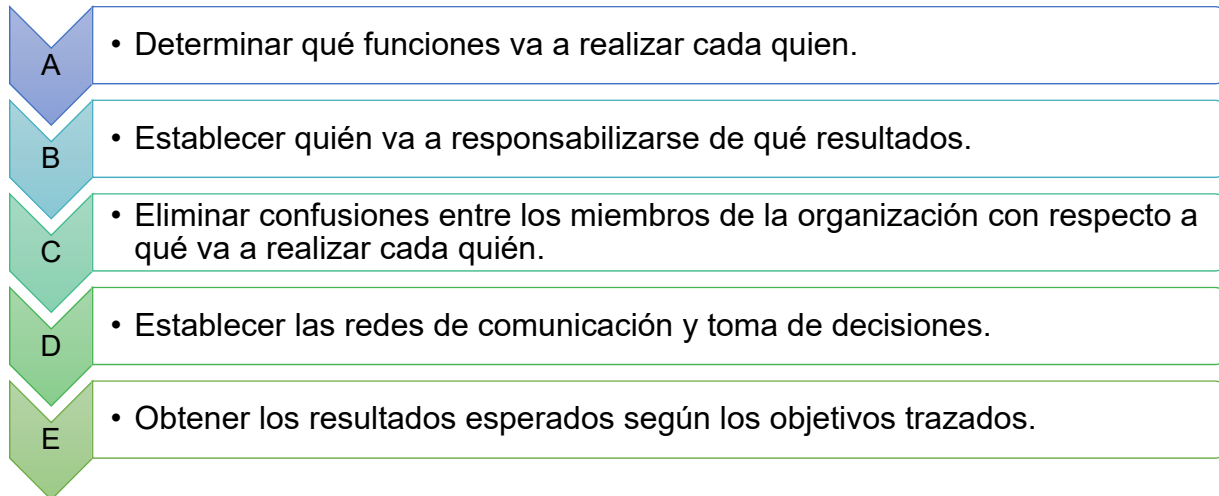 A
• Determinar qué funciones va a realizar cada quien.
B
• Establecer quién va a responsabilizarse de qué resultados.
C
• Eliminar confusiones entre los miembros de la organización con respecto a
qué va a realizar cada quién.
D
• Establecer las redes de comunicación y toma de decisiones.
E
• Obtener los resultados esperados según los objetivos trazados.